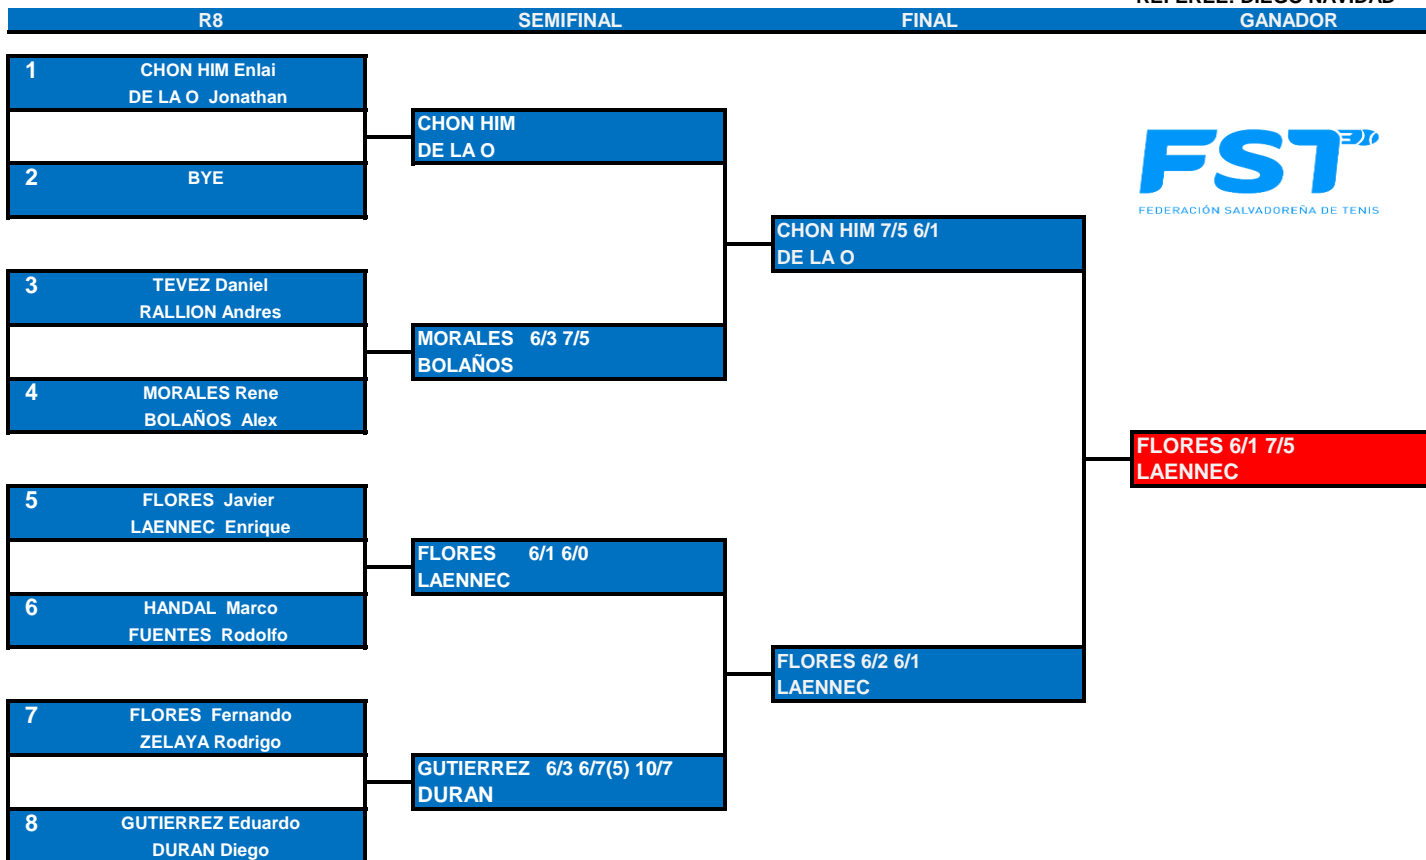 REFEREE: DIEGO NAVIDAD
R8 SEMIFINAL FINAL GANADOR
1 CHON HIM Enlai
DE LA O Jonathan
2 BYE
3 TEVEZ Daniel
RALLION Andres
4 MORALES Rene
BOLAÑOS Alex
5 FLORES Javier
LAENNEC Enrique
6 HANDAL Marco
FUENTES Rodolfo
7 FLORES Fernando
ZELAYA Rodrigo
8 GUTIERREZ Eduardo
DURAN Diego
CHON HIM
DE LA O
MORALES 6/3 7/5
BOLAÑOS
FLORES 6/1 6/0
LAENNEC
GUTIERREZ 6/3 6/7(5) 10/7
DURAN
CHON HIM 7/5 6/1
DE LA O
FLORES 6/2 6/1
LAENNEC
FST
FEDERACIÓN SALVADOREÑA DE TENIS
FLORES 6/1 7/5
LAENNEC